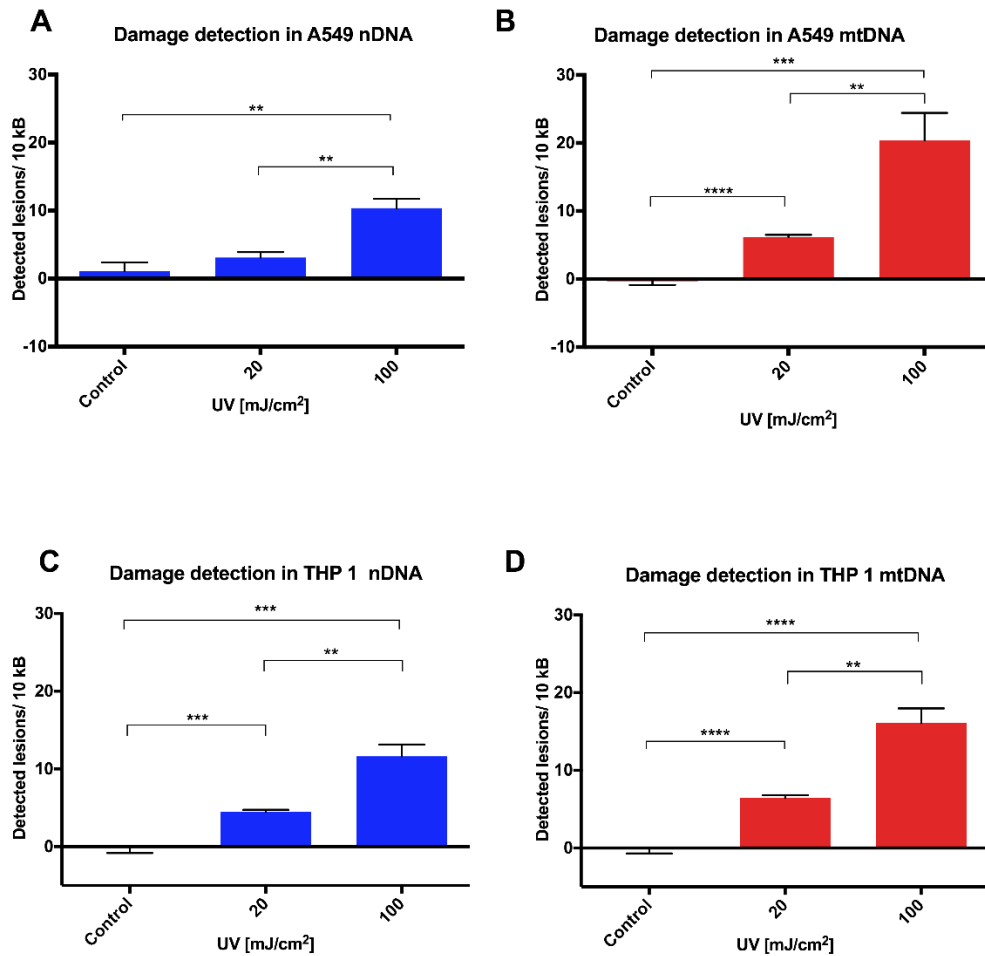 A
Damage detection in A549 nDNA
Detected lesions/ 10 kB
30
20
10
0
-10
**
**
Control
20
100
UV [mJ/cm²]
B
Damage detection in A549 mtDNA
Detected lesions/ 10 kB
30
20
10
0
-10
***
**
****
Control
20
100
UV [mJ/cm²]
C
Damage detection in THP 1 nDNA
Detected lesions/ 10 kB
30
20
10
0
***
**
***
Control
20
100
UV [mJ/cm²]
D
Damage detection in THP 1 mtDNA
Detected lesions/ 10 kB
30
20
10
0
****
**
****
Control
20
100
UV [mJ/cm²]